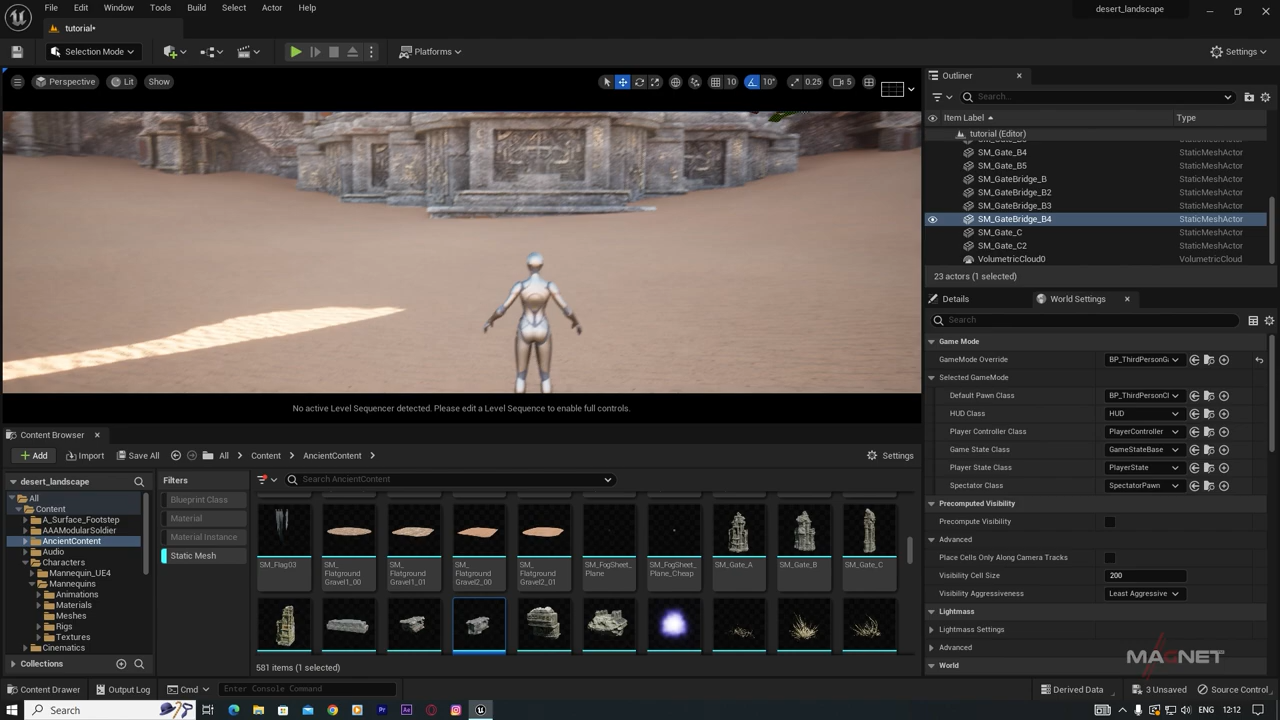 File Edit Window Tools Build Select Actor Help
desert_landscape
tutorial*
Selection Mode
Platforms
Settings
Perspective Lit Show
10 10° 0.25 5
No active Level Sequencer detected. Please edit a Level Sequence to enable full controls.
Outliner
Search...
Item Label Type
tutorial (Editor)
SM_Gate_B4 StaticMeshActor
SM_Gate_B5 StaticMeshActor
SM_GateBridge_B StaticMeshActor
SM_GateBridge_B2 StaticMeshActor
SM_GateBridge_B3 StaticMeshActor
SM_GateBridge_B4 StaticMeshActor
SM_Gate_C StaticMeshActor
SM_Gate_C2 StaticMeshActor
VolumetricCloud0 VolumetricCloud
23 actors (1 selected)
Details World Settings
Search
Game Mode
GameMode Override BP_ThirdPersonGa
Selected GameMode
Default Pawn Class BP_ThirdPersonCl
HUD Class HUD
Player Controller Class PlayerController
Game State Class GameStateBase
Player State Class PlayerState
Spectator Class SpectatorPawn
Precomputed Visibility
Precompute Visibility
Advanced
Place Cells Only Along Camera Tracks
Visibility Cell Size 200
Visibility Aggressiveness Least Aggressive
Lightmass
Lightmass Settings
Advanced
World
MAGNET
Content Browser
Add Import Save All All Content AncientContent Settings
desert_landscape
All
Content
A_Surface_Footstep
AAAModularSoldier
AncientContent
Audio
Characters
Mannequin_UE4
Mannequins
Animations
Materials
Meshes
Rigs
Textures
Cinematics
Collections
Filters
Blueprint Class
Material
Material Instance
Static Mesh
Search AncientContent
SM_Flag03
SM_
Flatground
Gravel1_00
SM_
Flatground
Gravel1_01
SM_
Flatground
Gravel2_00
SM_
Flatground
Gravel2_01
SM_FogSheet_
Plane
SM_FogSheet_
Plane_Cheap
SM_Gate_A
SM_Gate_B
SM_Gate_C
581 items (1 selected)
Content Drawer Output Log Cmd Enter Console Command Derived Data 3 Unsaved Source Control
Search
ENG 12:12